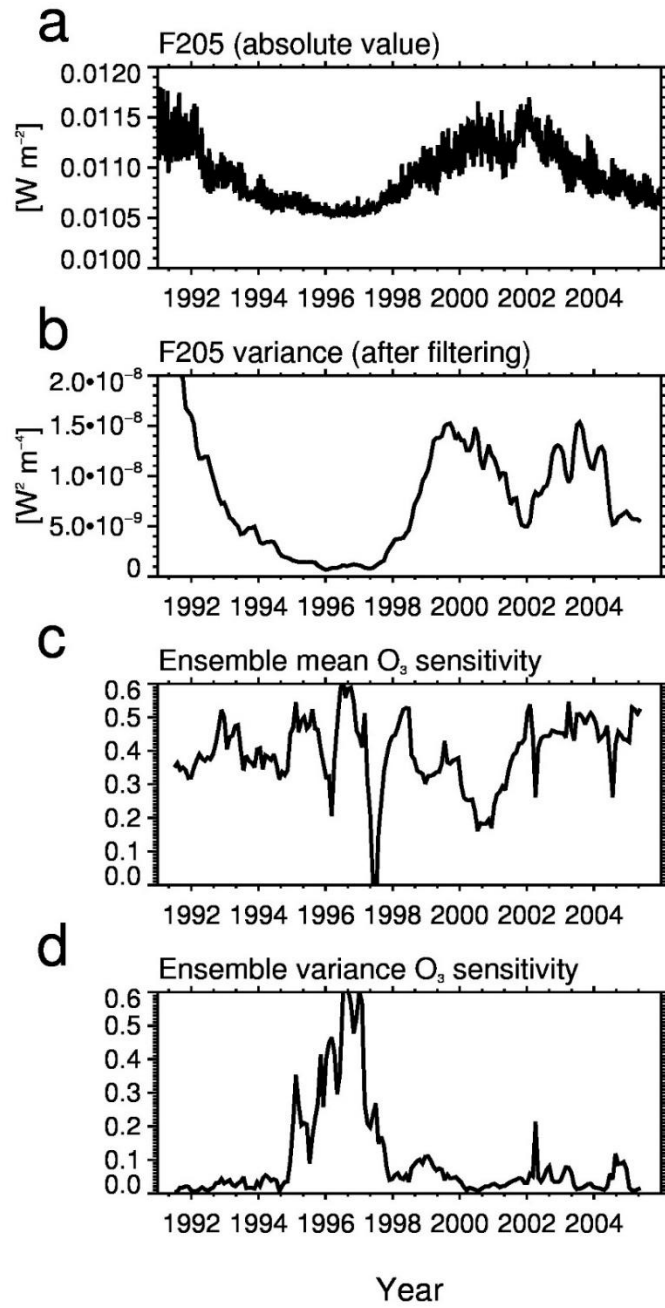 a
F205 (absolute value)
[W m⁻²]
0.0120
0.0115
0.0110
0.0105
0.0100
1992 1994 1996 1998 2000 2002 2004
b
F205 variance (after filtering)
[W² m⁻⁴]
2.0•10⁻⁸
1.5•10⁻⁸
1.0•10⁻⁸
5.0•10⁻⁹
0
1992 1994 1996 1998 2000 2002 2004
c
Ensemble mean O₃ sensitivity
0.6
0.5
0.4
0.3
0.2
0.1
0.0
1992 1994 1996 1998 2000 2002 2004
d
Ensemble variance O₃ sensitivity
0.6
0.5
0.4
0.3
0.2
0.1
0.0
1992 1994 1996 1998 2000 2002 2004
Year